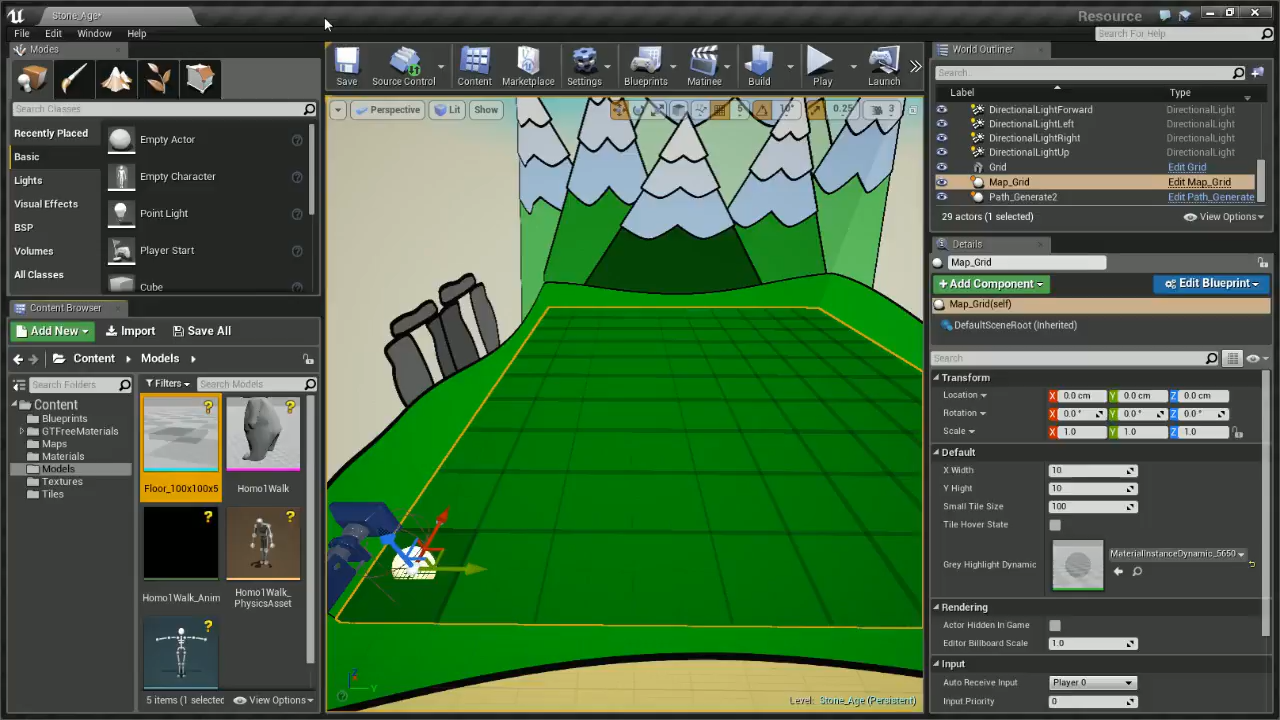 Stone_Age*
Resource
File Edit Window Help
Search For Help
Modes
Search Classes
Recently Placed
Basic
Lights
Visual Effects
BSP
Volumes
All Classes
Empty Actor
Empty Character
Point Light
Player Start
Cube
Save
Source Control
Content
Marketplace
Settings
Blueprints
Matinee
Build
Play
Launch
Perspective
Lit
Show
5
10°
0.25
3
Level: Stone_Age (Persistent)
Content Browser
Add New
Import
Save All
Content
Models
Search Folders
Filters
Search Models
Content
Blueprints
GTFreeMaterials
Maps
Materials
Models
Textures
Tiles
Floor_100x100x5
Homo1Walk
Homo1Walk_Anim
Homo1Walk_
PhysicsAsset
5 items (1 selected)
View Options
World Outliner
Search...
Label Type
DirectionalLightForward DirectionalLight
DirectionalLightLeft DirectionalLight
DirectionalLightRight DirectionalLight
DirectionalLightUp DirectionalLight
Grid Edit Grid
Map_Grid Edit Map_Grid
Path_Generate2 Edit Path_Generate
29 actors (1 selected)
View Options
Details
Map_Grid
Add Component
Edit Blueprint
Map_Grid(self)
DefaultSceneRoot (Inherited)
Search
Transform
Location X 0.0 cm Y 0.0 cm Z 0.0 cm
Rotation X 0.0 ° Y 0.0 ° Z 0.0 °
Scale X 1.0 Y 1.0 Z 1.0
Default
X Width 10
Y Hight 10
Small Tile Size 100
Tile Hover State
Grey Highlight Dynamic
MaterialInstanceDynamic_5650
Rendering
Actor Hidden In Game
Editor Billboard Scale 1.0
Input
Auto Receive Input Player 0
Input Priority 0